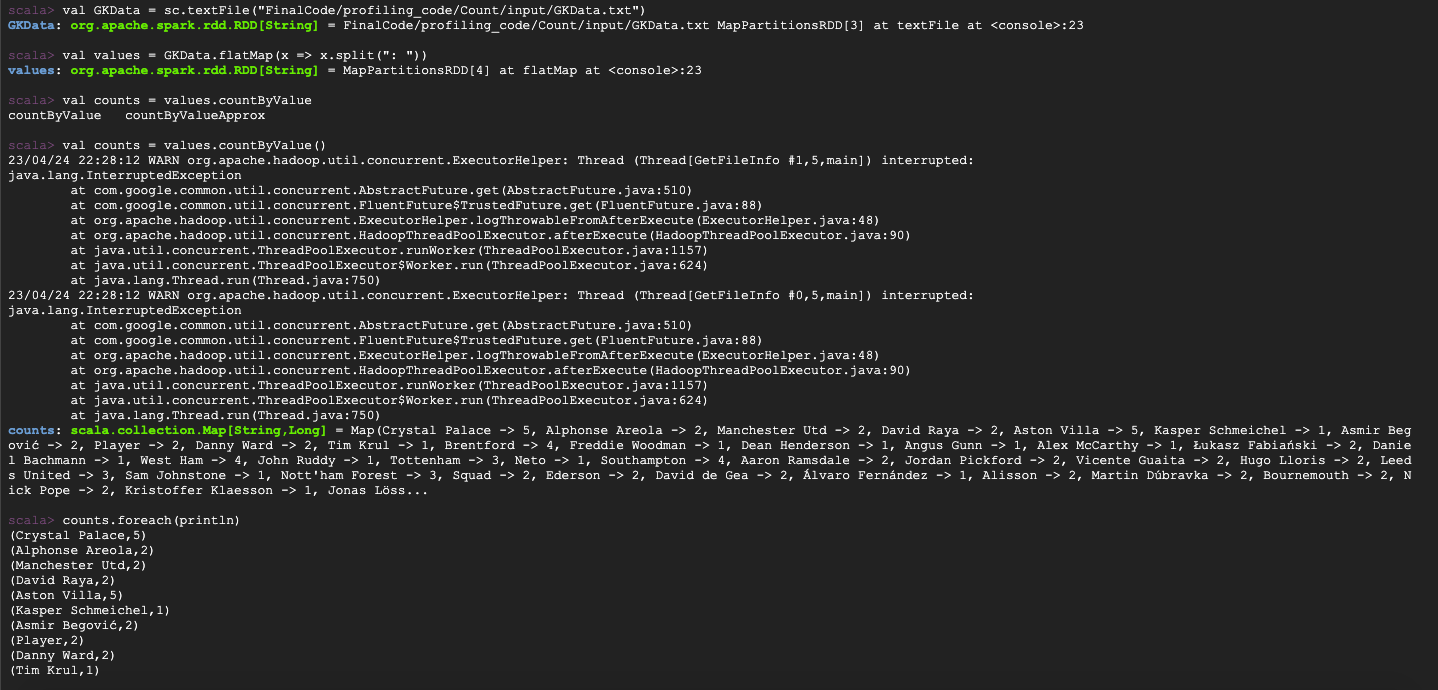 scala> val GKData = sc.textFile("FinalCode/profiling_code/Count/input/GKData.txt")
GKData: org.apache.spark.rdd.RDD[String] = FinalCode/profiling_code/Count/input/GKData.txt MapPartitionsRDD[3] at textFile at <console>:23
scala> val values = GKData.flatMap(x => x.split(": "))
values: org.apache.spark.rdd.RDD[String] = MapPartitionsRDD[4] at flatMap at <console>:23
scala> val counts = values.countByValue
countByValue   countByValueApprox
scala> val counts = values.countByValue()
23/04/24 22:28:12 WARN org.apache.hadoop.util.concurrent.ExecutorHelper: Thread (Thread[GetFileInfo #1,5,main]) interrupted:
java.lang.InterruptedException
        at com.google.common.util.concurrent.AbstractFuture.get(AbstractFuture.java:510)
        at com.google.common.util.concurrent.FluentFuture$TrustedFuture.get(FluentFuture.java:88)
        at org.apache.hadoop.util.concurrent.ExecutorHelper.logThrowableFromAfterExecute(ExecutorHelper.java:48)
        at org.apache.hadoop.util.concurrent.HadoopThreadPoolExecutor.afterExecute(HadoopThreadPoolExecutor.java:90)
        at java.util.concurrent.ThreadPoolExecutor.runWorker(ThreadPoolExecutor.java:1157)
        at java.util.concurrent.ThreadPoolExecutor$Worker.run(ThreadPoolExecutor.java:624)
        at java.lang.Thread.run(Thread.java:750)
23/04/24 22:28:12 WARN org.apache.hadoop.util.concurrent.ExecutorHelper: Thread (Thread[GetFileInfo #0,5,main]) interrupted:
java.lang.InterruptedException
        at com.google.common.util.concurrent.AbstractFuture.get(AbstractFuture.java:510)
        at com.google.common.util.concurrent.FluentFuture$TrustedFuture.get(FluentFuture.java:88)
        at org.apache.hadoop.util.concurrent.ExecutorHelper.logThrowableFromAfterExecute(ExecutorHelper.java:48)
        at org.apache.hadoop.util.concurrent.HadoopThreadPoolExecutor.afterExecute(HadoopThreadPoolExecutor.java:90)
        at java.util.concurrent.ThreadPoolExecutor.runWorker(ThreadPoolExecutor.java:1157)
        at java.util.concurrent.ThreadPoolExecutor$Worker.run(ThreadPoolExecutor.java:624)
        at java.lang.Thread.run(Thread.java:750)
counts: scala.collection.Map[String,Long] = Map(Crystal Palace -> 5, Alphonse Areola -> 2, Manchester Utd -> 2, David Raya -> 2, Aston Villa -> 5, Kasper Schmeichel -> 1, Asmir Beg
ović -> 2, Player -> 2, Danny Ward -> 2, Tim Krul -> 1, Brentford -> 4, Freddie Woodman -> 1, Dean Henderson -> 1, Angus Gunn -> 1, Alex McCarthy -> 1, Łukasz Fabiański -> 2, Danie
l Bachmann -> 1, West Ham -> 4, John Ruddy -> 1, Tottenham -> 3, Neto -> 1, Southampton -> 4, Aaron Ramsdale -> 2, Jordan Pickford -> 2, Vicente Guaita -> 2, Hugo Lloris -> 2, Leed
s United -> 3, Sam Johnstone -> 1, Nott'ham Forest -> 3, Squad -> 2, Ederson -> 2, David de Gea -> 2, Álvaro Fernández -> 1, Alisson -> 2, Martin Dúbravka -> 2, Bournemouth -> 2, N
ick Pope -> 2, Kristoffer Klaesson -> 1, Jonas Löss...
scala> counts.foreach(println)
(Crystal Palace,5)
(Alphonse Areola,2)
(Manchester Utd,2)
(David Raya,2)
(Aston Villa,5)
(Kasper Schmeichel,1)
(Asmir Begović,2)
(Player,2)
(Danny Ward,2)
(Tim Krul,1)